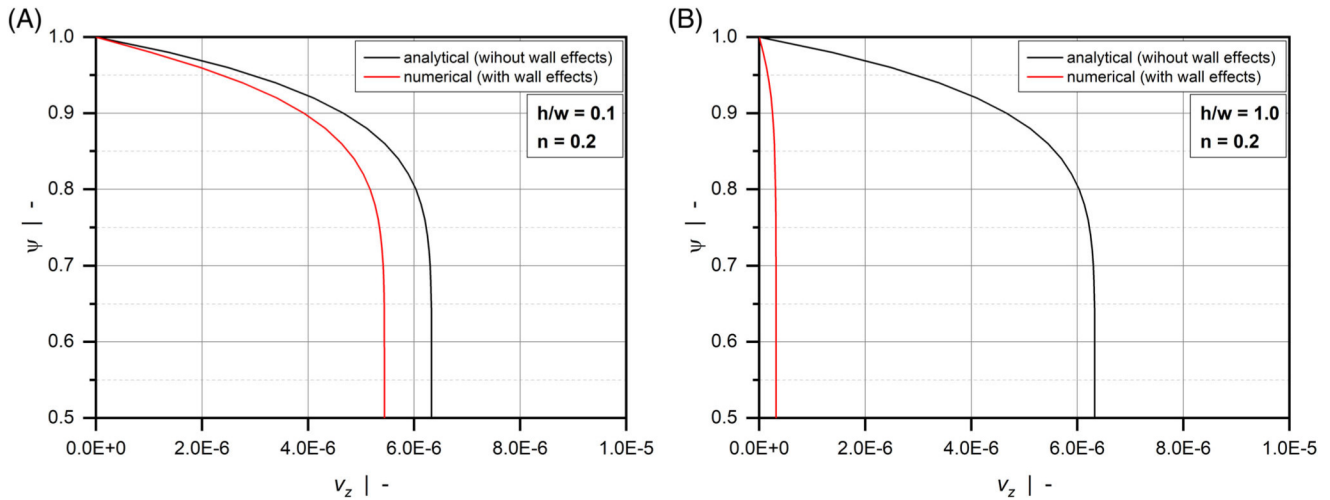 (A)
analytical (wihout wall effects)
numerical (with wall effects)
h/w = 0.1
n = 0.2
1.0
0.9
0.8
0.7
0.6
0.5
ψ | -
0.0E+0 2.0E-6 4.0E-6 6.0E-6 8.0E-6 1.0E-5
vz | -
(B)
analytical (wihout wall effects)
numerical (with wall effects)
h/w = 1.0
n = 0.2
1.0
0.9
0.8
0.7
0.6
0.5
ψ | -
0.0E+0 2.0E-6 4.0E-6 6.0E-6 8.0E-6 1.0E-5
vz | -